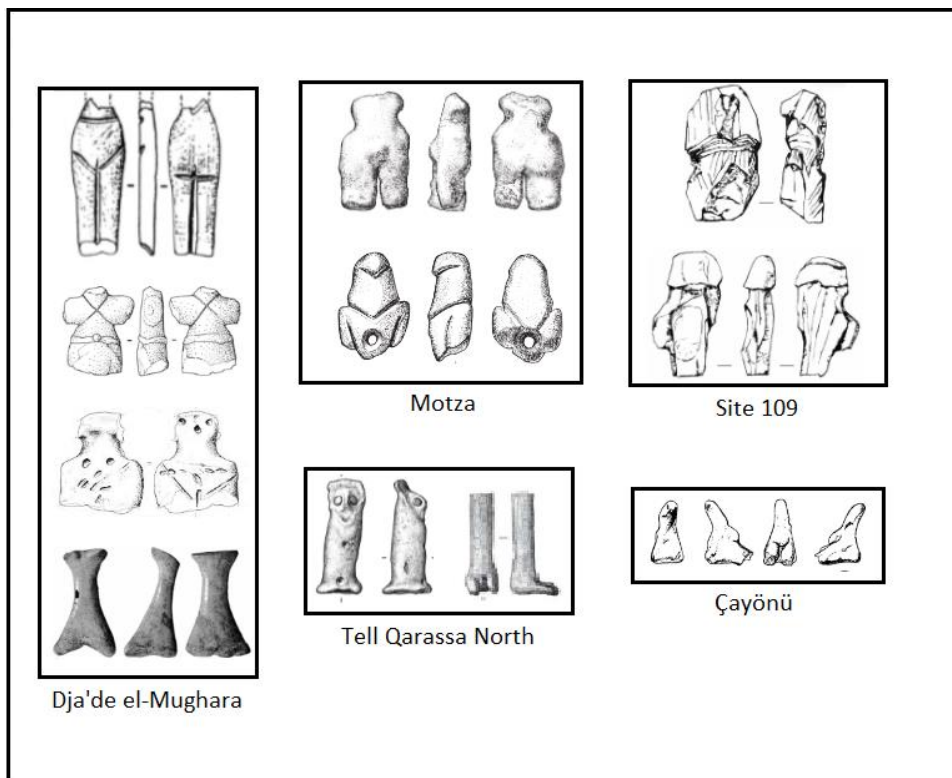 Motza
Site 109
Tell Qarassa North
Çayönü
Dja'de el-Mughara